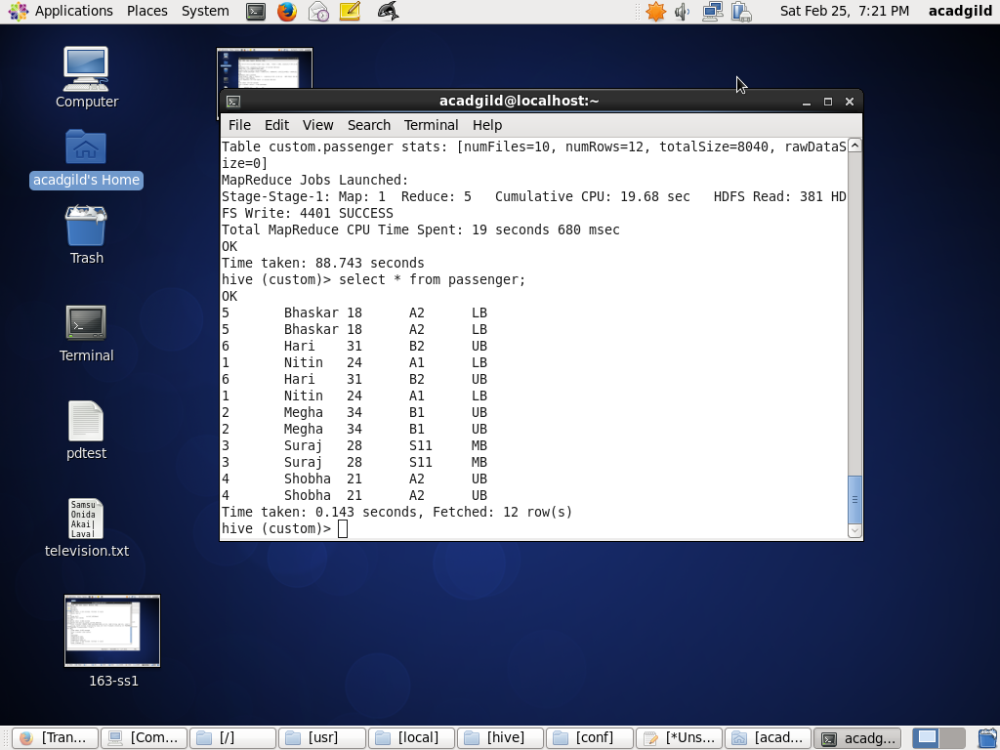 Applications Places System Sat Feb 25, 7:21 PM acadgild
Computer
acadgild's Home
Trash
Terminal
pdtest
Samsu
Onida
Akai|
Lava|
television.txt
163-ss1
acadgild@localhost:~
File Edit View Search Terminal Help
Table custom.passenger stats: [numFiles=10, numRows=12, totalSize=8040, rawDataS
ize=0]
MapReduce Jobs Launched:
Stage-Stage-1: Map: 1 Reduce: 5 Cumulative CPU: 19.68 sec HDFS Read: 381 HD
FS Write: 4401 SUCCESS
Total MapReduce CPU Time Spent: 19 seconds 680 msec
OK
Time taken: 88.743 seconds
hive (custom)> select * from passenger;
OK
5 Bhaskar 18 A2 LB
5 Bhaskar 18 A2 LB
6 Hari 31 B2 UB
1 Nitin 24 A1 LB
6 Hari 31 B2 UB
1 Nitin 24 A1 LB
2 Megha 34 B1 UB
2 Megha 34 B1 UB
3 Suraj 28 S11 MB
3 Suraj 28 S11 MB
4 Shobha 21 A2 UB
4 Shobha 21 A2 UB
Time taken: 0.143 seconds, Fetched: 12 row(s)
hive (custom)>
[Tran... [Com... [/] [usr] [local] [hive] [conf] [*Uns... [acad... acadg...